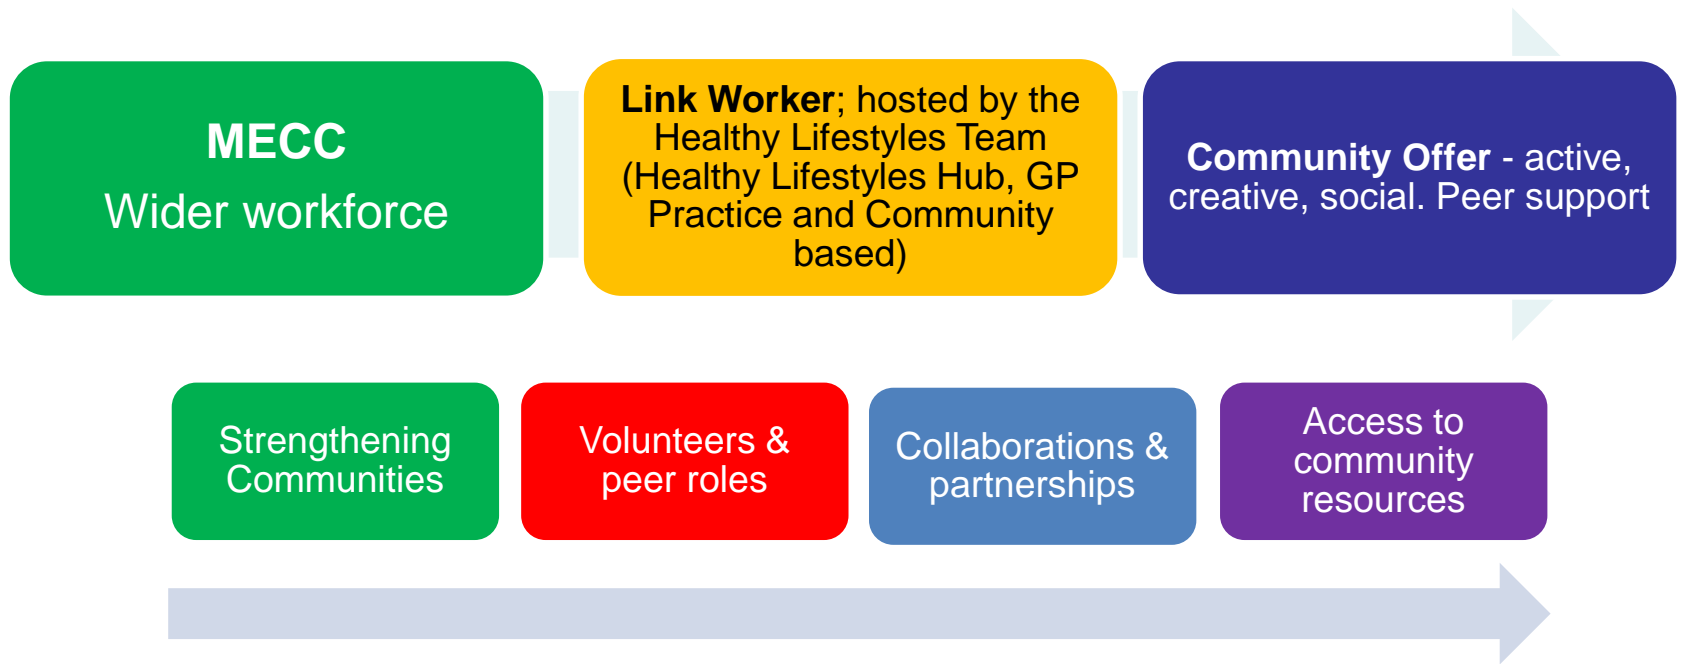 MECC
Wider workforce
Link Worker; hosted by the
Healthy Lifestyles Team
(Healthy Lifestyles Hub, GP
Practice and Community
based)
Community Offer - active,
creative, social. Peer support
Strengthening
Communities
Volunteers &
peer roles
Collaborations &
partnerships
Access to
community
resources